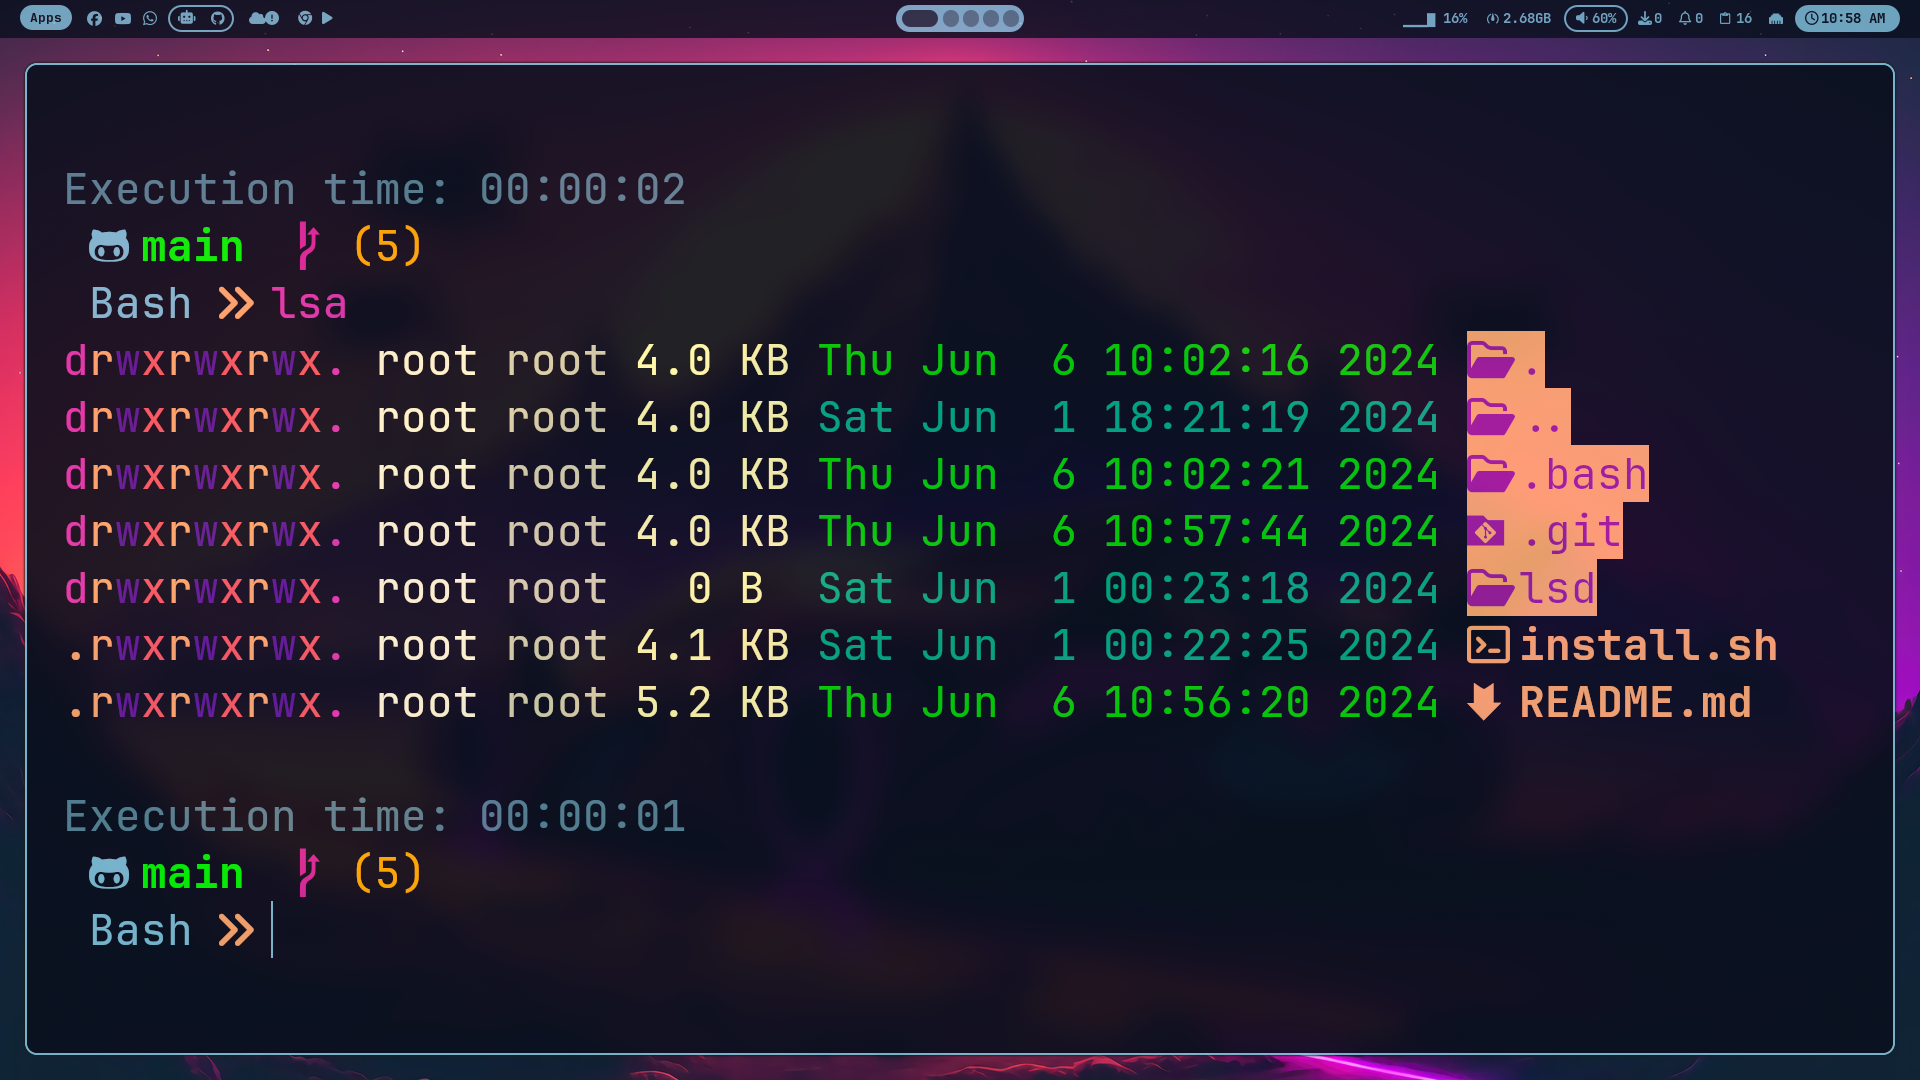 Apps 16% 2.68GB 60% 0 0 16 10:58 AM
Execution time: 00:00:02
main (5)
Bash lsa
drwxrwxrwx. root root 4.0 KB Thu Jun  6 10:02:16 2024 .
drwxrwxrwx. root root 4.0 KB Sat Jun  1 18:21:19 2024 ..
drwxrwxrwx. root root 4.0 KB Thu Jun  6 10:02:21 2024 .bash
drwxrwxrwx. root root 4.0 KB Thu Jun  6 10:57:44 2024 .git
drwxrwxrwx. root root   0 B  Sat Jun  1 00:23:18 2024 lsd
.rwxrwxrwx. root root 4.1 KB Sat Jun  1 00:22:25 2024 install.sh
.rwxrwxrwx. root root 5.2 KB Thu Jun  6 10:56:20 2024 README.md
Execution time: 00:00:01
main (5)
Bash